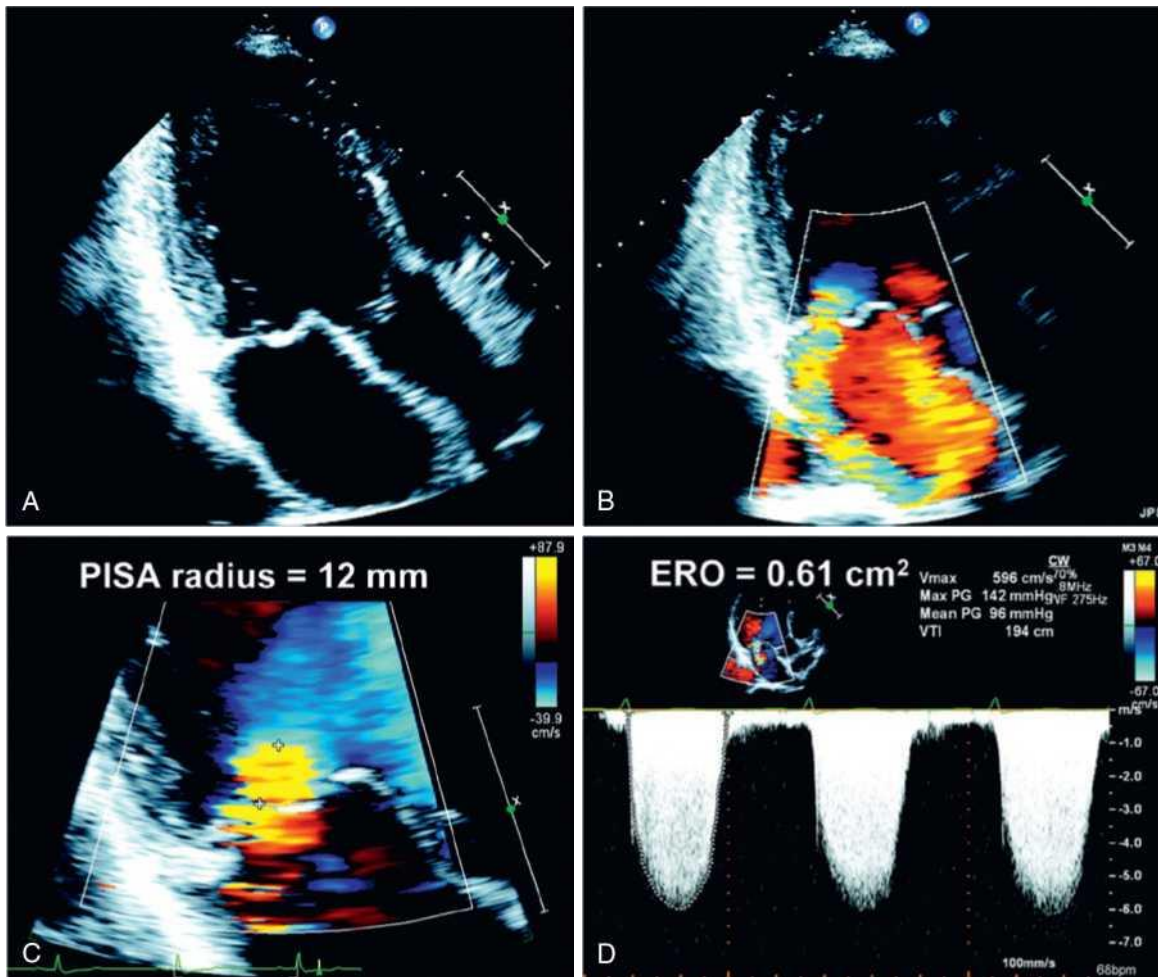 P
P
A
JP
B
PISA radius = 12 mm
+87.9
-39.9
cm/s
C
ERO = 0.61 cm²
Vmax 596 cm/s
Max PG 142 mmHg
Mean PG 96 mmHg
VTI 194 cm
CW
70%
8MHz
WF 275Hz
M3 M4
+67.0
-67.0
cm/s
m/s
-1.0
-2.0
-3.0
-4.0
-5.0
-6.0
-7.0
100mm/s
68bpm
D